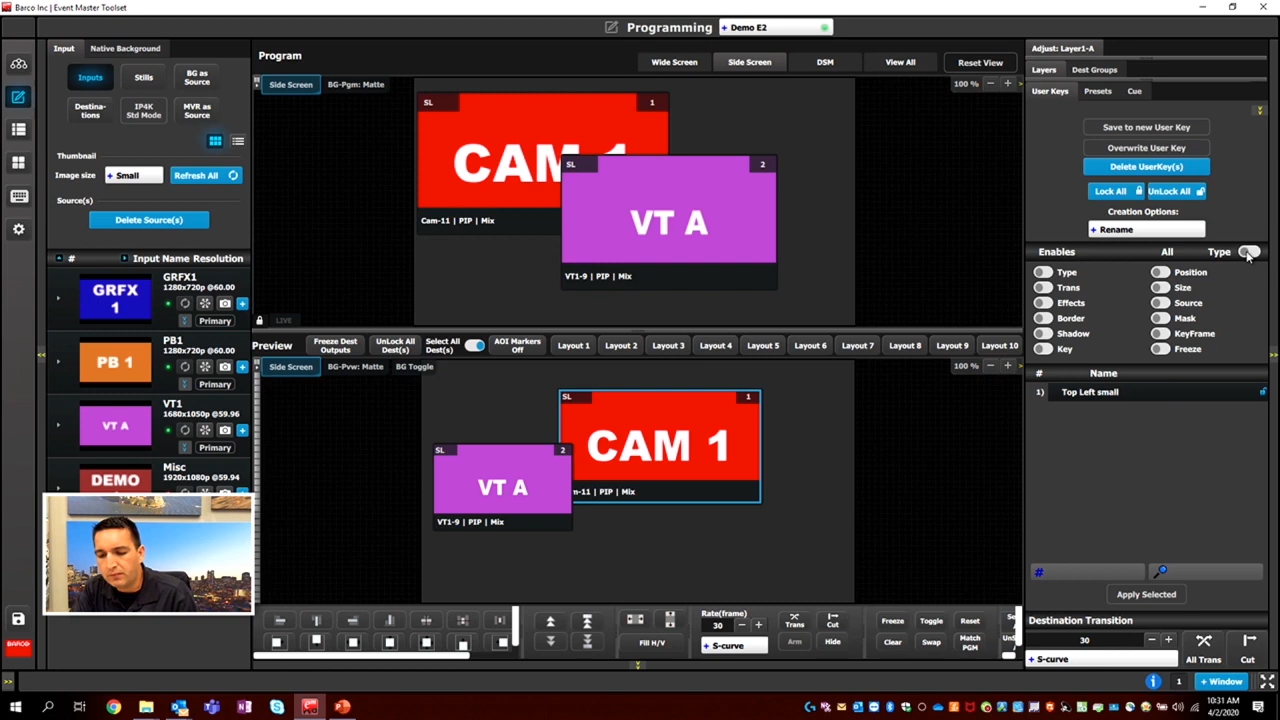 Barco Inc | Event Master Toolset
Programming
+ Demo E2
Input
Native Background
Inputs
Stills
BG as Source
Destinations
IP4K Std Mode
MVR as Source
Thumbnail
Image size
+ Small
Refresh All
Source(s)
Delete Source(s)
#
Input Name Resolution
GRFX 1
GRFX1
1280x720p @60.00
Primary
PB 1
PB1
1280x720p @60.00
Primary
VT A
VT1
1680x1050p @59.96
Primary
DEMO
Misc
1920x1080p @59.94
Program
Wide Screen
Side Screen
DSM
View All
Reset View
Side Screen
BG-Pgm: Matte
100 %
SL
1
CAM 1
Cam-11 | PIP | Mix
SL
2
VT A
VT1-9 | PIP | Mix
LIVE
Preview
Freeze Dest Outputs
UnLock All Dest(s)
Select All Dest(s)
AOI Markers Off
Layout 1
Layout 2
Layout 3
Layout 4
Layout 5
Layout 6
Layout 7
Layout 8
Layout 9
Layout 10
Side Screen
BG-Pvw: Matte
BG Toggle
100 %
SL
1
CAM 1
m-11 | PIP | Mix
SL
2
VT A
VT1-9 | PIP | Mix
Fill H/V
Rate(frame)
30
+ S-curve
Trans
Cut
Arm
Hide
Freeze
Toggle
Reset
Clear
Swap
Match PGM
Adjust: Layer1-A
Layers
Dest Groups
User Keys
Presets
Cue
Save to new User Key
Overwrite User Key
Delete UserKey(s)
Lock All
UnLock All
Creation Options:
+ Rename
Enables
All
Type
Type
Position
Trans
Size
Effects
Source
Border
Mask
Shadow
KeyFrame
Key
Freeze
#
Name
1)
Top Left small
#
Apply Selected
Destination Transition
30
+ S-curve
All Trans
Cut
BARCO
1
+ Window
10:31 AM
4/2/2020